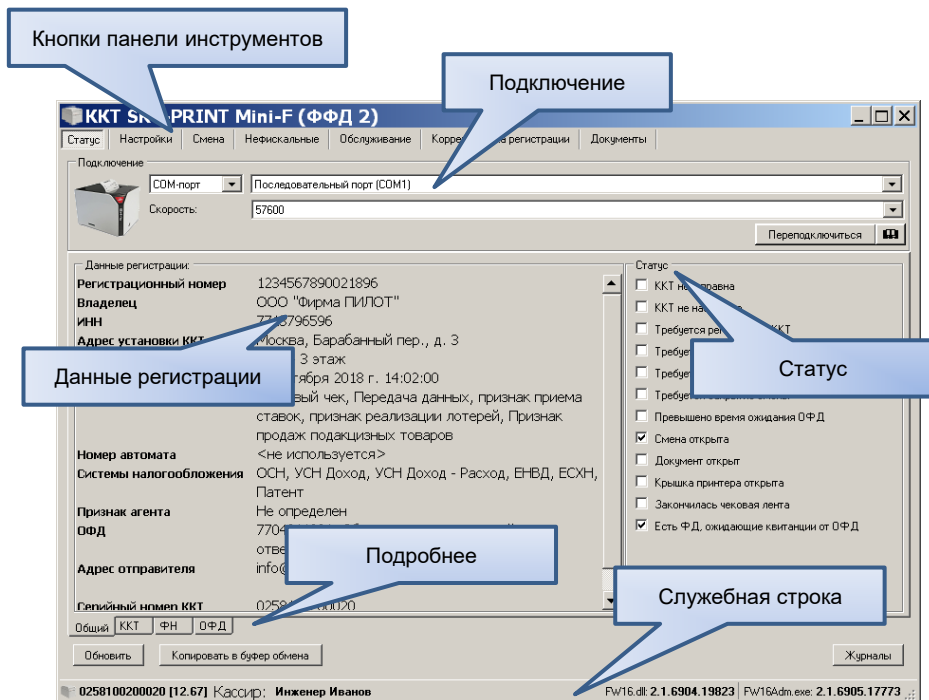 Кнопки панели инструментов
Подключение
ККТ PRINT Mini-F (ФФД 2)
Статус Настройки Смена Нефискальные Обслуживание регистрации Документы
Подключение
COM-порт Последовательный порт (COM1)
Скорость: 57600
Переподключиться
Данные регистрации:
Регистрационный номер 1234567890021896
Владелец ООО "Фирма ПИЛОТ"
ИНН
Адрес установки ККТ Москва, Барабанный пер., д. 3
3 этаж
2018 г. 14:02:00
чек, Передача данных, признак приема
ставок, признак реализации лотерей, Признак
продаж подакцизных товаров
Номер автомата <не используется>
Системы налогообложения ОСН, УСН Доход, УСН Доход - Расход, ЕНВД, ЕСХН,
Патент
Признак агента Не определен
ОФД
Адрес отправителя
Серийный номер ККТ
Данные регистрации
Подробнее
Общий ККТ ФН ОФД
Статус
ККТ
ККТ не
Требуется ККТ
Превышено время ожидания ОФД
Смена открыта
Документ открыт
Крышка принтера открыта
Закончилась чековая лента
Есть ФД, ожидающие квитанции от ОФД
Статус
Служебная строка
Обновить Копировать в буфер обмена Журналы
0258100200020 [12.67] Кассир: Инженер Иванов FW16.dll: 2.1.6904.19823 FW16Adm.exe: 2.1.6905.17773